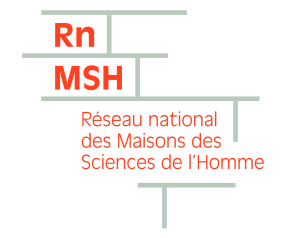 Rn
MSH
Réseau national
des Maisons des
Sciences de l'Homme